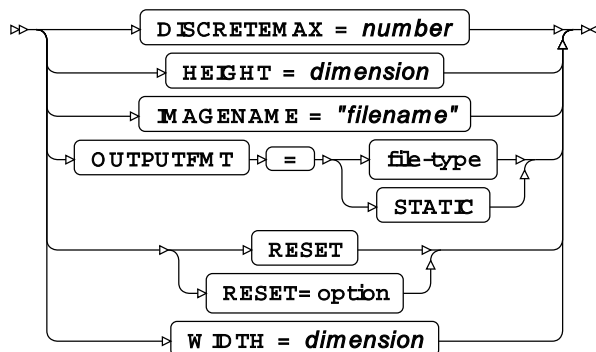 DISCRETEMAX = number
HEIGHT = dimension
IMAGENAME = "filename"
OUTPUTFMT = file-type
STATIC
RESET
RESET= option
WIDTH = dimension